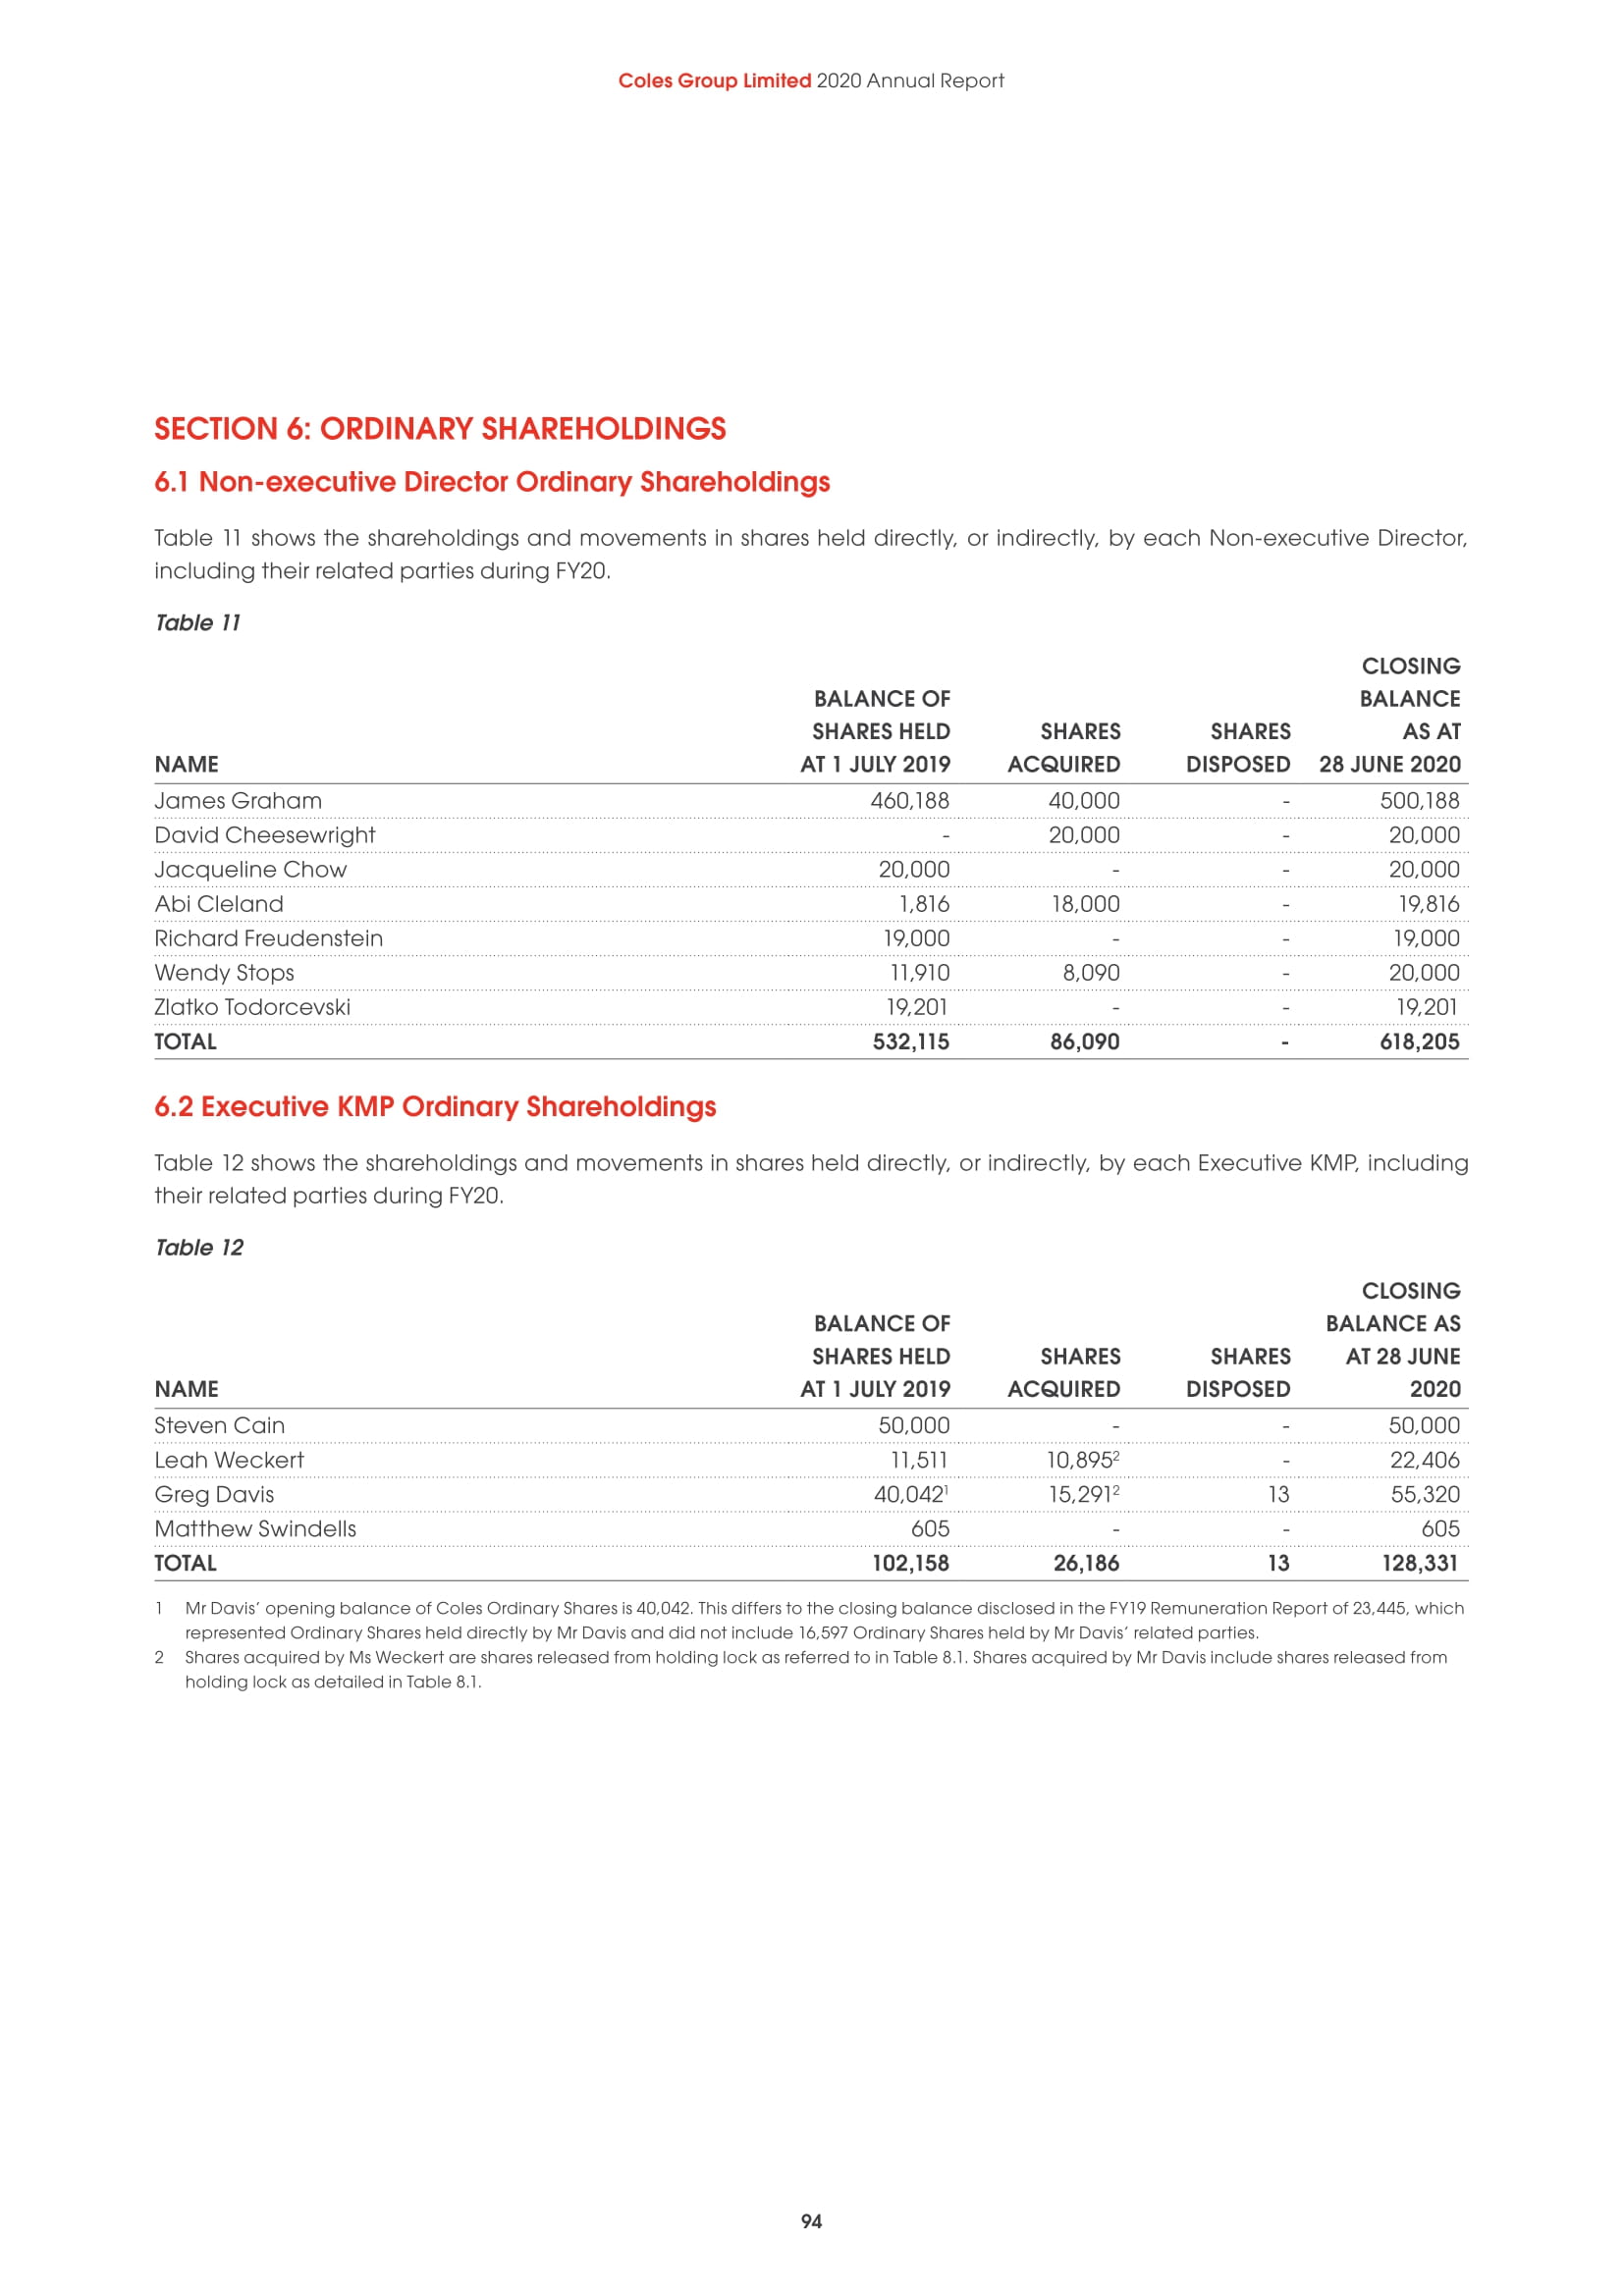 Coles Group Limited 2020 Annual Report
SECTION 6: ORDINARY SHAREHOLDINGS
6.1 Non-executive Director Ordinary Shareholdings
Table 11 shows the shareholdings and movements in shares held directly, or indirectly, by each Non-executive Director,
including their related parties during FY20.
Table 11
CLOSING
BALANCE OF BALANCE
SHARES HELD SHARES SHARES AS AT
NAME AT 1 JULY 2019 ACQUIRED DISPOSED 28 JUNE 2020
James Graham 460,188 40,000 - 500,188
David Cheesewright - 20,000 - 20,000
Jacqueline Chow 20,000 - - 20,000
Abi Cleland 1,816 18,000 - 19,816
Richard Freudenstein 19,000 - - 19,000
Wendy Stops 11,910 8,090 - 20,000
Zlatko Todorcevski 19,201 - - 19,201
TOTAL 532,115 86,090 - 618,205
6.2 Executive KMP Ordinary Shareholdings
Table 12 shows the shareholdings and movements in shares held directly, or indirectly, by each Executive KMP, including
their related parties during FY20.
Table 12
CLOSING
BALANCE OF BALANCE AS
SHARES HELD SHARES SHARES AT 28 JUNE
NAME AT 1 JULY 2019 ACQUIRED DISPOSED 2020
Steven Cain 50,000 - - 50,000
Leah Weckert 11,511 10,895² - 22,406
Greg Davis 40,042¹ 15,291² 13 55,320
Matthew Swindells 605 - - 605
TOTAL 102,158 26,186 13 128,331
1 Mr Davis' opening balance of Coles Ordinary Shares is 40,042. This differs to the closing balance disclosed in the FY19 Remuneration Report of 23,445, which
represented Ordinary Shares held directly by Mr Davis and did not include 16,597 Ordinary Shares held by Mr Davis' related parties.
2 Shares acquired by Ms Weckert are shares released from holding lock as referred to in Table 8.1. Shares acquired by Mr Davis include shares released from
holding lock as detailed in Table 8.1.
94